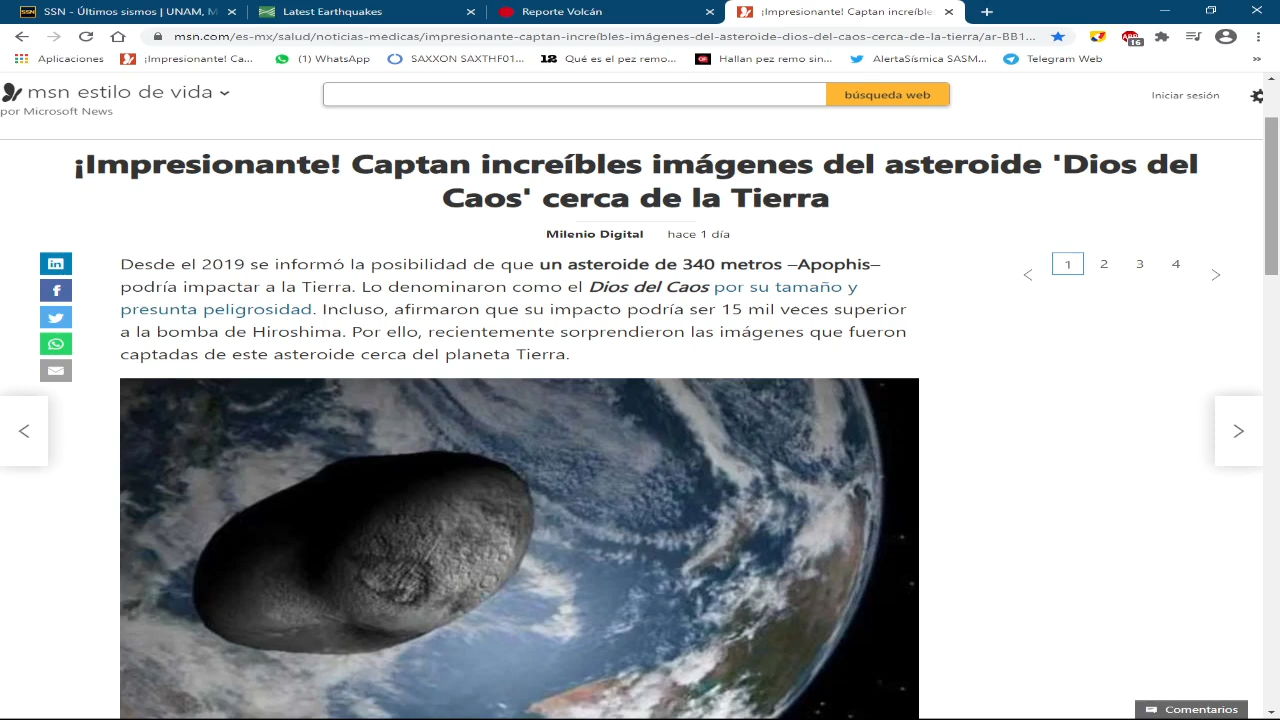 SSN - Últimos sismos | UNAM, M
Latest Earthquakes
Reporte Volcán
¡Impresionante! Captan increíble
msn.com/es-mx/salud/noticias-medicas/impresionante-captan-increíbles-imágenes-del-asteroide-dios-del-caos-cerca-de-la-tierra/ar-BB1...
16
Aplicaciones
¡Impresionante! Ca...
(1) WhatsApp
SAXXON SAXTHF01...
12 Qué es el pez remo...
Hallan pez remo sin...
AlertaSísmica SASM...
Telegram Web
»
msn estilo de vida
por Microsoft News
búsqueda web
Iniciar sesión
¡Impresionante! Captan increíbles imágenes del asteroide 'Dios del
Caos' cerca de la Tierra
Milenio Digital hace 1 día
Desde el 2019 se informó la posibilidad de que un asteroide de 340 metros –Apophis–
podría impactar a la Tierra. Lo denominaron como el Dios del Caos por su tamaño y
presunta peligrosidad. Incluso, afirmaron que su impacto podría ser 15 mil veces superior
a la bomba de Hiroshima. Por ello, recientemente sorprendieron las imágenes que fueron
captadas de este asteroide cerca del planeta Tierra.
< 1 2 3 4 >
Comentarios